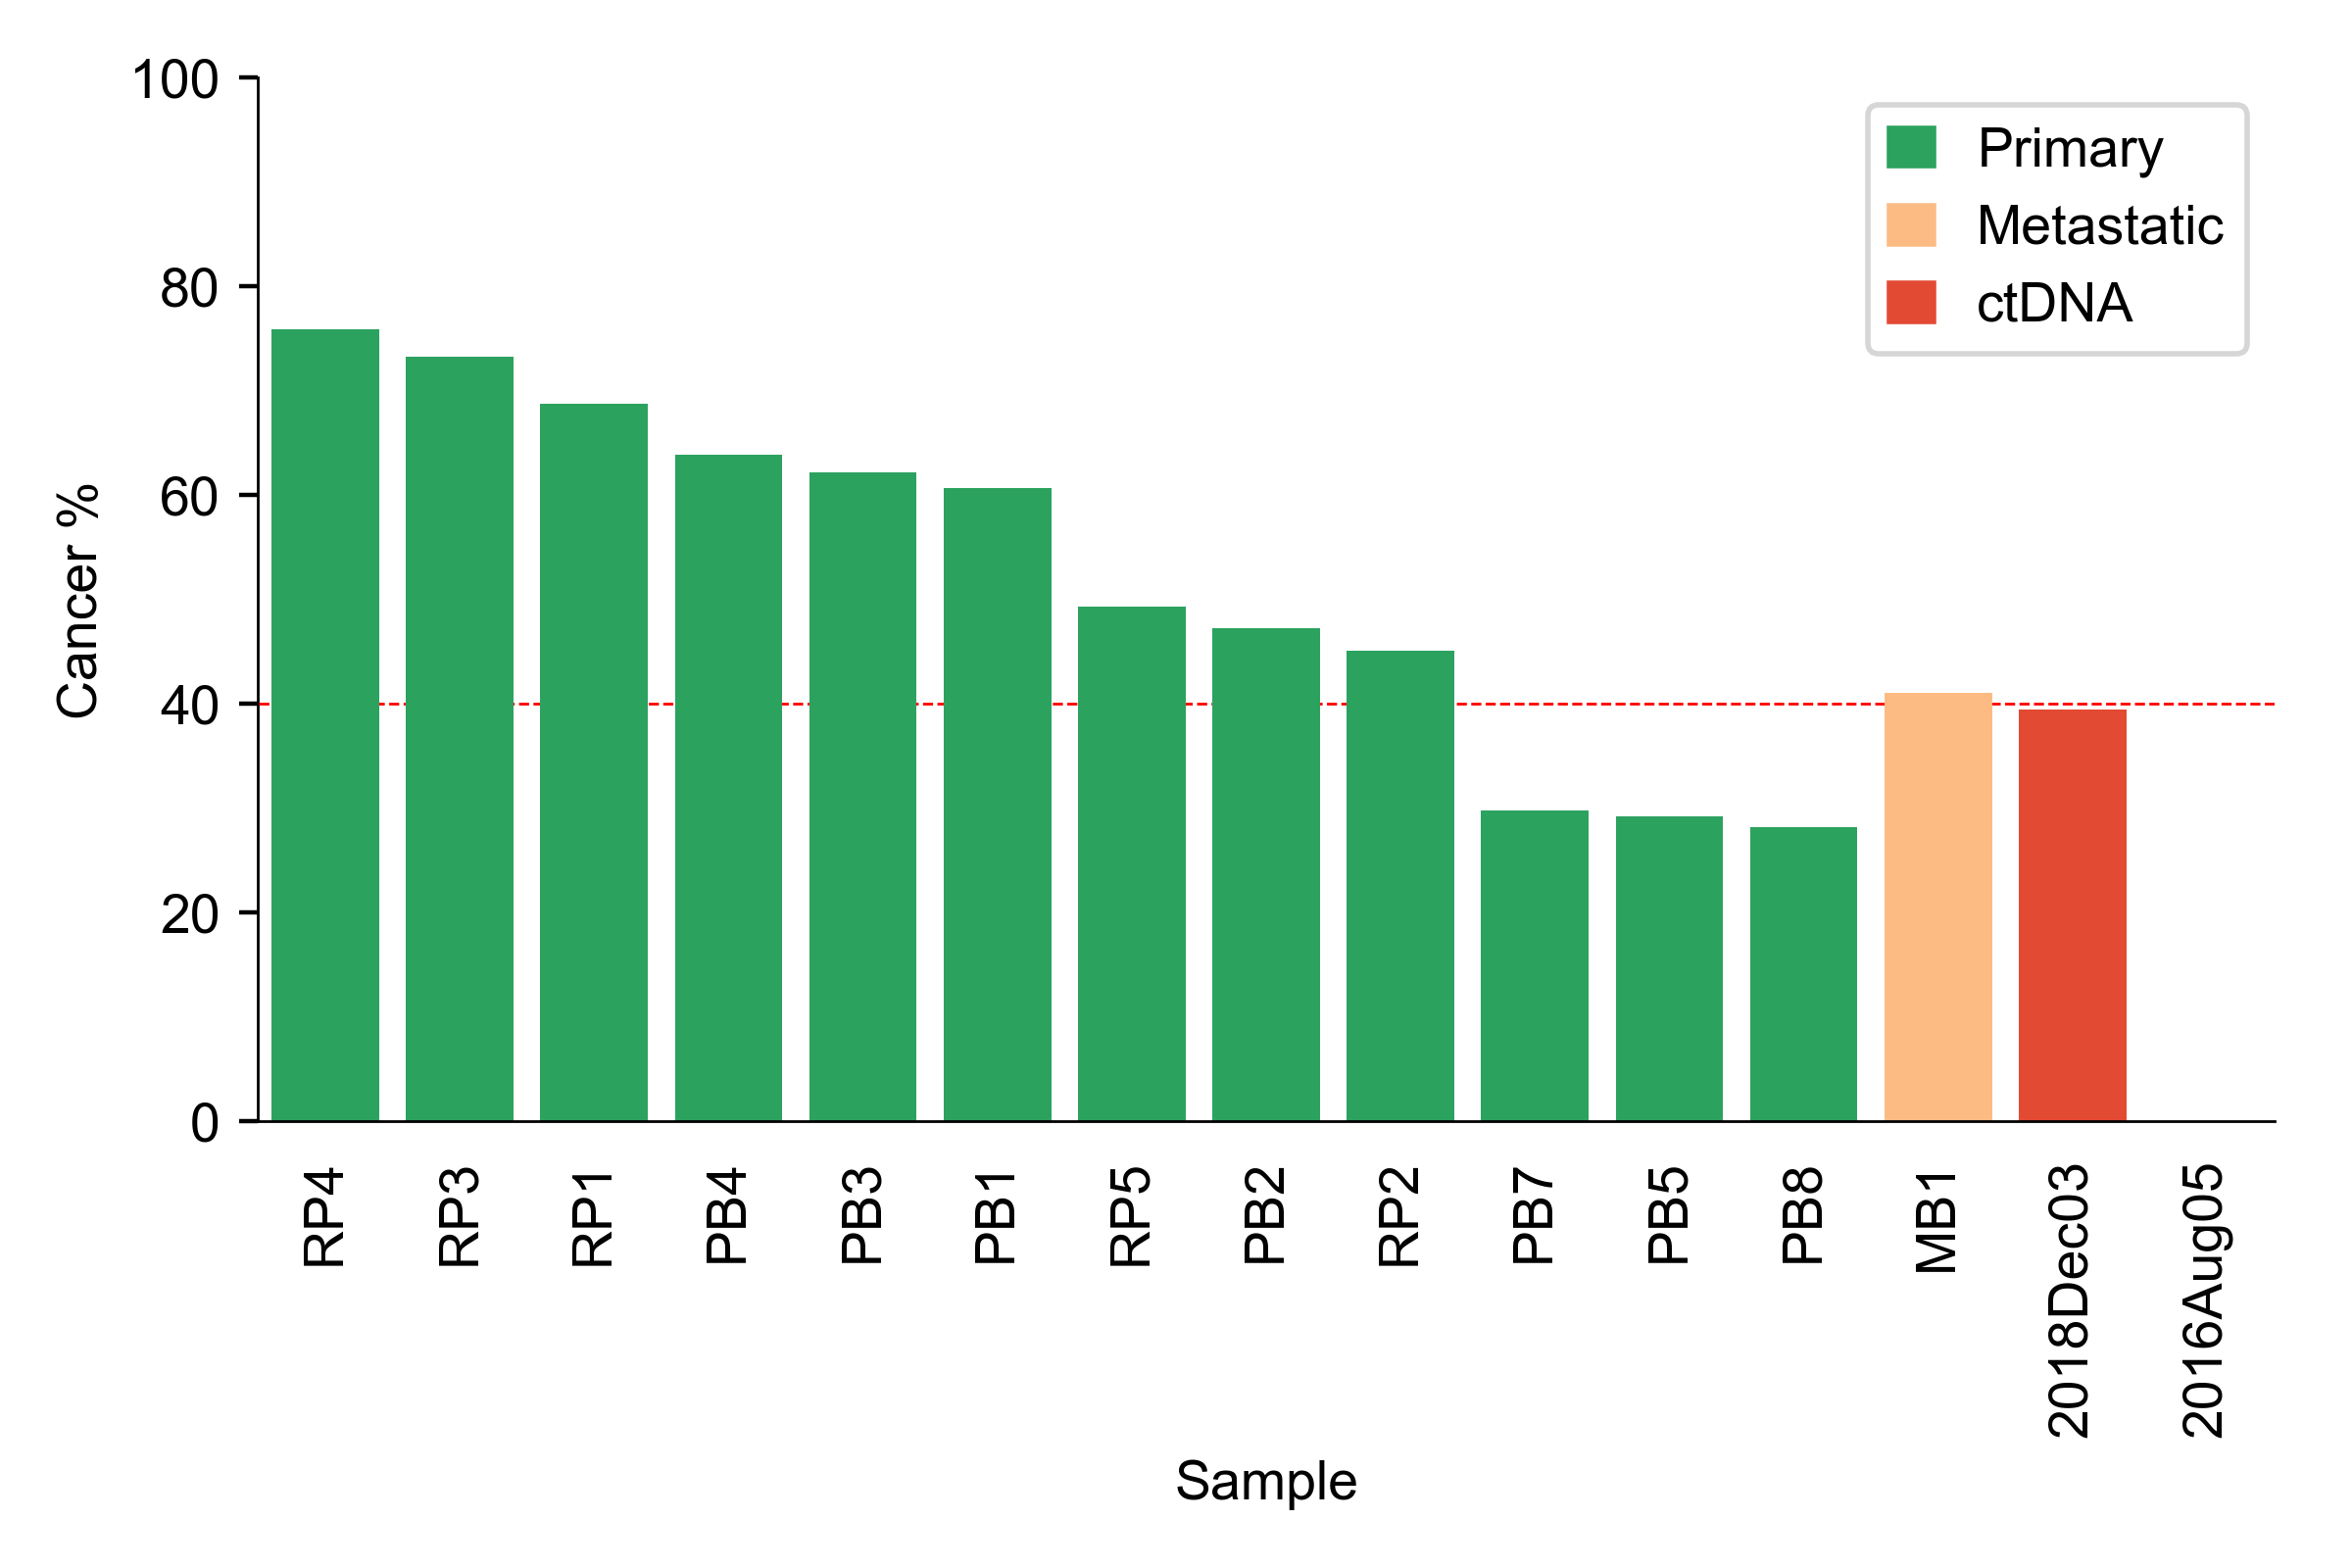 100
80
60
40
20
0
Cancer %
Primary
Metastatic
ctDNA
RP4
RP3
RP1
PB4
PB3
PB1
RP5
PB2
RP2
PB7
PB5
PB8
MB1
2018Dec03
2016Aug05
Sample